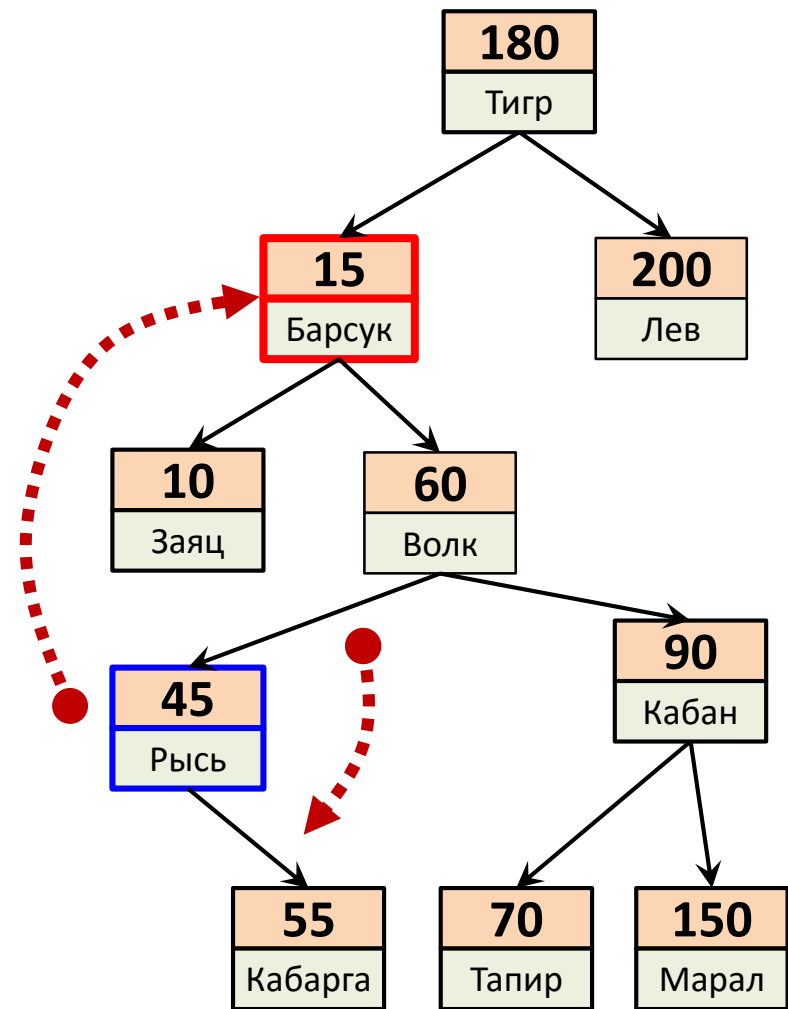 180
Тигр
15
Барсук
200
Лев
10
Заяц
60
Волк
45
Рысь
90
Кабан
55
Кабарга
70
Тапир
150
Марал